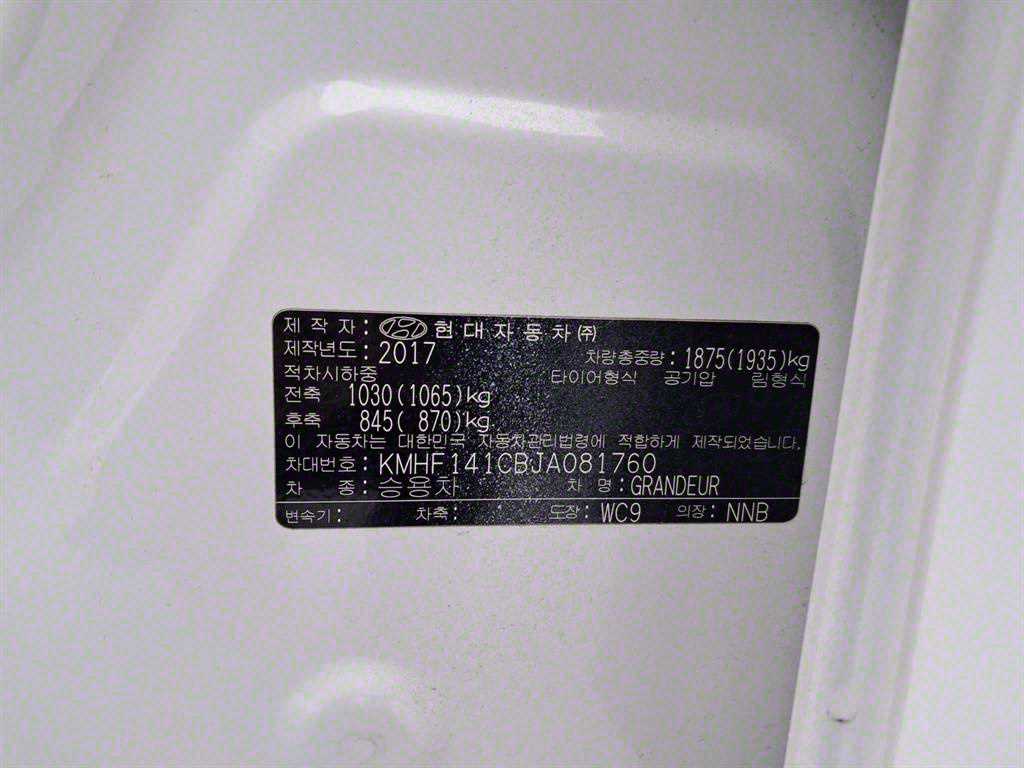 제 작 자 : 현대자동차㈜
제작년도 : 2017 차량총중량 : 1875(1935)kg
적차시하중 타이어형식 공기압 림형식
전축 1030(1065)kg
후축 845( 870)kg.
이 자동차는 대한민국 자동차관리법령에 적합하게 제작되었습니다.
차대번호 : KMHF141CBJA081760
차 종 : 승용차 차 명 : GRANDEUR
변속기 : 차축 : 도장 : WC9 의장 : NNB